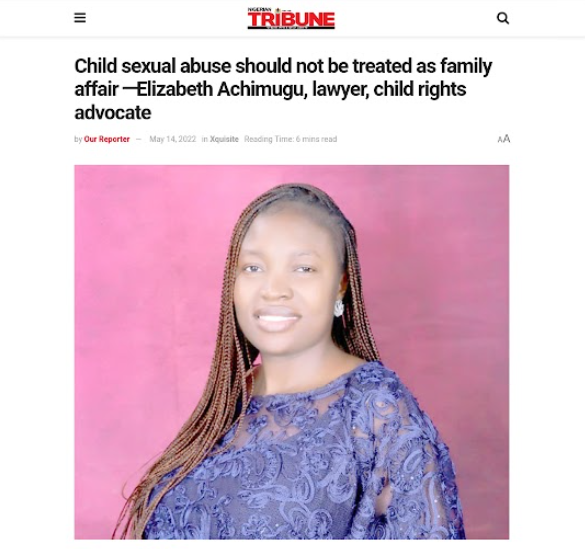 NIGERIAN
TRIBUNE
Child sexual abuse should not be treated as family
affair —Elizabeth Achimugu, lawyer, child rights
advocate
by Our Reporter — May 14, 2022 in Xquisite Reading Time: 6 mins read
AA